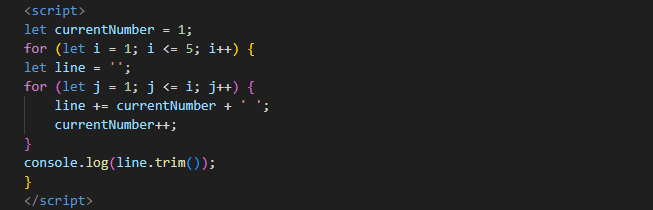 <script>
let currentNumber = 1;
for (let i = 1; i <= 5; i++) {
let line = '';
for (let j = 1; j <= i; j++) {
    line += currentNumber + ' ';
    currentNumber++;
}
console.log(line.trim());
}
</script>